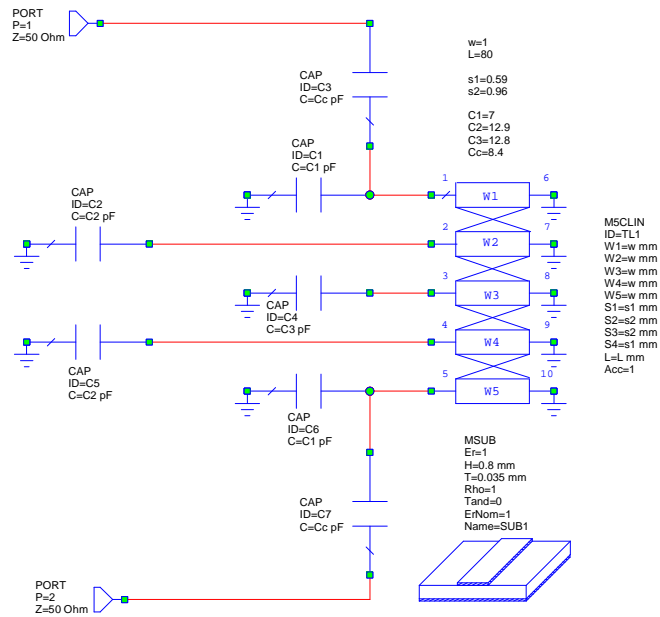 PORT
P=1
Z=50 Ohm
w=1
L=80
s1=0.59
s2=0.96
C1=7
C2=12.9
C3=12.8
Cc=8.4
CAP
ID=C3
C=Cc pF
CAP
ID=C1
C=C1 pF
CAP
ID=C2
C=C2 pF
1
6
W1
2
7
W2
3
8
W3
4
9
W4
5
10
W5
CAP
ID=C4
C=C3 pF
CAP
ID=C5
C=C2 pF
CAP
ID=C6
C=C1 pF
M5CLIN
ID=TL1
W1=w mm
W2=w mm
W3=w mm
W4=w mm
W5=w mm
S1=s1 mm
S2=s2 mm
S3=s2 mm
S4=s1 mm
L=L mm
Acc=1
MSUB
Er=1
H=0.8 mm
T=0.035 mm
Rho=1
Tand=0
ErNom=1
Name=SUB1
CAP
ID=C7
C=Cc pF
PORT
P=2
Z=50 Ohm